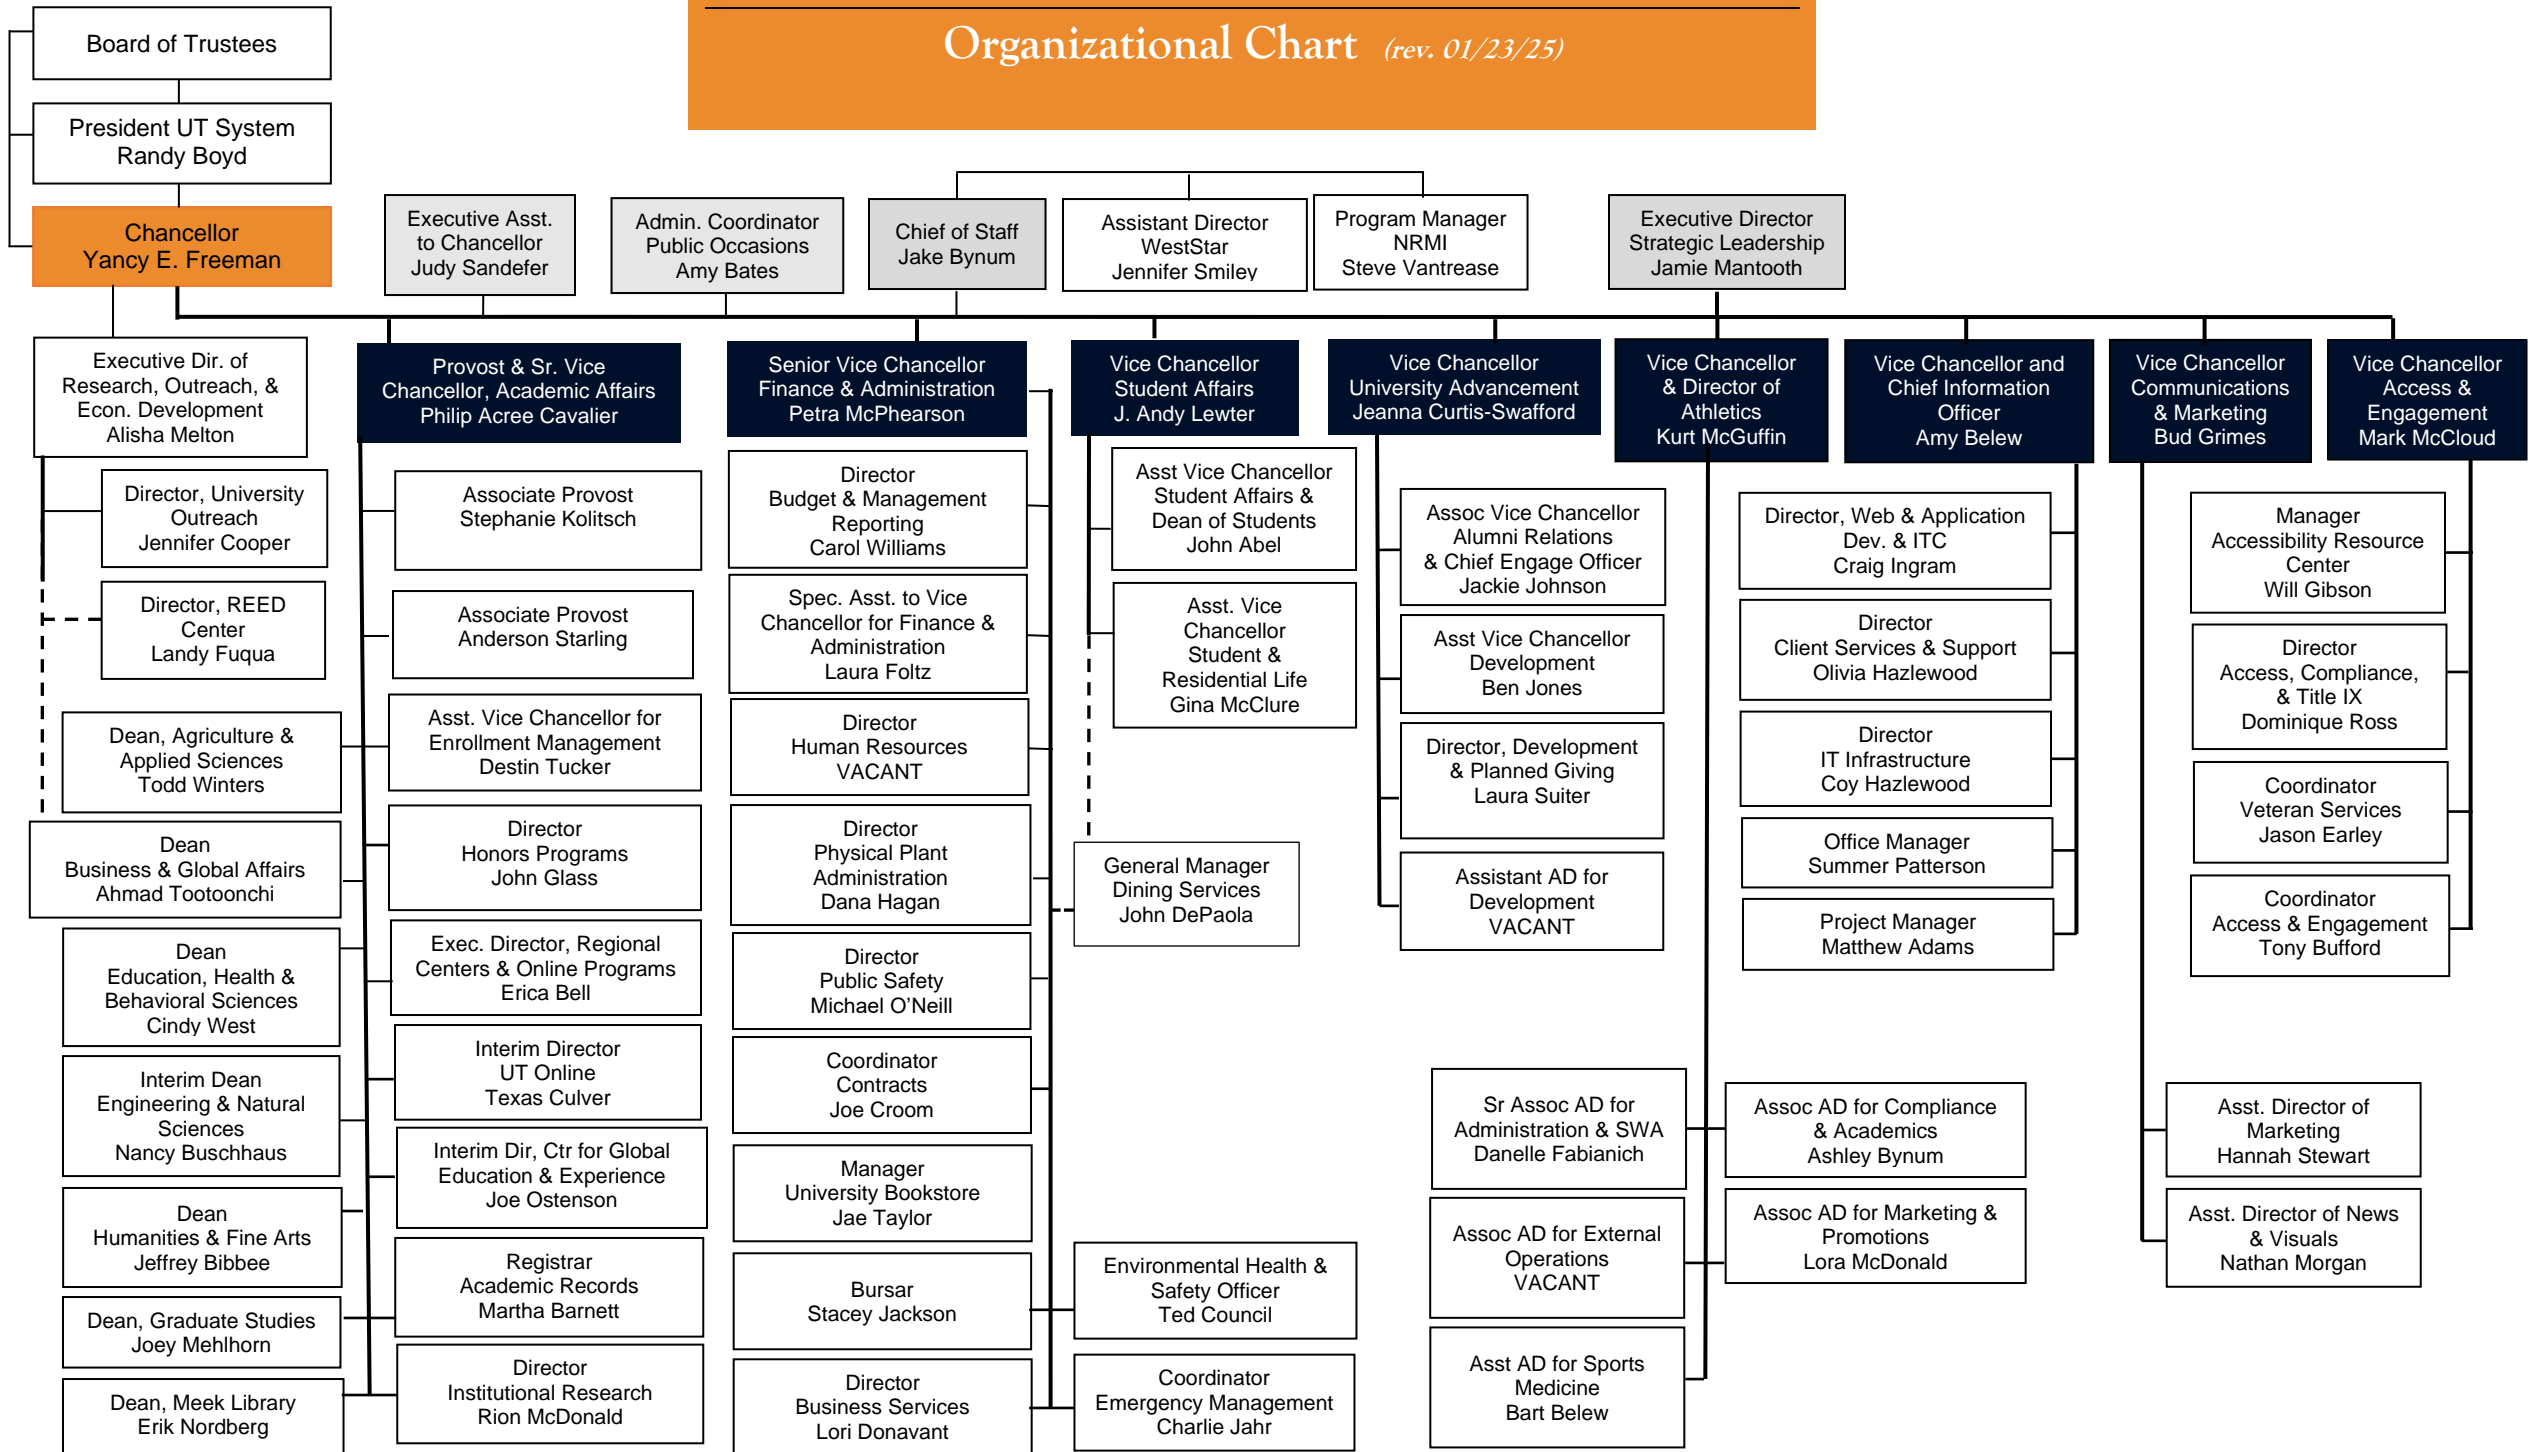 Organizational Chart (rev. 01/23/25)
Board of Trustees
President UT System
Randy Boyd
Chancellor
Yancy E. Freeman
Executive Asst.
to Chancellor
Judy Sandefer
Admin. Coordinator
Public Occasions
Amy Bates
Chief of Staff
Jake Bynum
Assistant Director
WestStar
Jennifer Smiley
Program Manager
NRMI
Steve Vantrease
Executive Director
Strategic Leadership
Jamie Mantooth
Executive Dir. of
Research, Outreach, &
Econ. Development
Alisha Melton
Director, University
Outreach
Jennifer Cooper
Director, REED
Center
Landy Fuqua
Provost & Sr. Vice
Chancellor, Academic Affairs
Philip Acree Cavalier
Associate Provost
Stephanie Kolitsch
Associate Provost
Anderson Starling
Asst. Vice Chancellor for
Enrollment Management
Destin Tucker
Director
Honors Programs
John Glass
Exec. Director, Regional
Centers & Online Programs
Erica Bell
Interim Director
UT Online
Texas Culver
Interim Dir, Ctr for Global
Education & Experience
Joe Ostenson
Registrar
Academic Records
Martha Barnett
Director
Institutional Research
Rion McDonald
Dean, Agriculture &
Applied Sciences
Todd Winters
Dean
Business & Global Affairs
Ahmad Tootoonchi
Dean
Education, Health &
Behavioral Sciences
Cindy West
Interim Dean
Engineering & Natural
Sciences
Nancy Buschhaus
Dean
Humanities & Fine Arts
Jeffrey Bibbee
Dean, Graduate Studies
Joey Mehlhorn
Dean, Meek Library
Erik Nordberg
Senior Vice Chancellor
Finance & Administration
Petra McPhearson
Director
Budget & Management
Reporting
Carol Williams
Spec. Asst. to Vice
Chancellor for Finance &
Administration
Laura Foltz
Director
Human Resources
VACANT
Director
Physical Plant
Administration
Dana Hagan
Director
Public Safety
Michael O’Neill
Coordinator
Contracts
Joe Croom
Manager
University Bookstore
Jae Taylor
Bursar
Stacey Jackson
Director
Business Services
Lori Donavant
Environmental Health &
Safety Officer
Ted Council
Coordinator
Emergency Management
Charlie Jahr
Vice Chancellor
Student Affairs
J. Andy Lewter
Asst Vice Chancellor
Student Affairs &
Dean of Students
John Abel
Asst. Vice
Chancellor
Student &
Residential Life
Gina McClure
General Manager
Dining Services
John DePaola
Vice Chancellor
University Advancement
Jeanna Curtis-Swafford
Assoc Vice Chancellor
Alumni Relations
& Chief Engage Officer
Jackie Johnson
Asst Vice Chancellor
Development
Ben Jones
Director, Development
& Planned Giving
Laura Suiter
Assistant AD for
Development
VACANT
Vice Chancellor
& Director of
Athletics
Kurt McGuffin
Sr Assoc AD for
Administration & SWA
Danelle Fabianich
Assoc AD for External
Operations
VACANT
Asst AD for Sports
Medicine
Bart Belew
Assoc AD for Compliance
& Academics
Ashley Bynum
Assoc AD for Marketing &
Promotions
Lora McDonald
Vice Chancellor and
Chief Information
Officer
Amy Belew
Director, Web & Application
Dev. & ITC
Craig Ingram
Director
Client Services & Support
Olivia Hazlewood
Director
IT Infrastructure
Coy Hazlewood
Office Manager
Summer Patterson
Project Manager
Matthew Adams
Vice Chancellor
Communications
& Marketing
Bud Grimes
Asst. Director of
Marketing
Hannah Stewart
Asst. Director of News
& Visuals
Nathan Morgan
Vice Chancellor
Access &
Engagement
Mark McCloud
Manager
Accessibility Resource
Center
Will Gibson
Director
Access, Compliance,
& Title IX
Dominique Ross
Coordinator
Veteran Services
Jason Earley
Coordinator
Access & Engagement
Tony Bufford